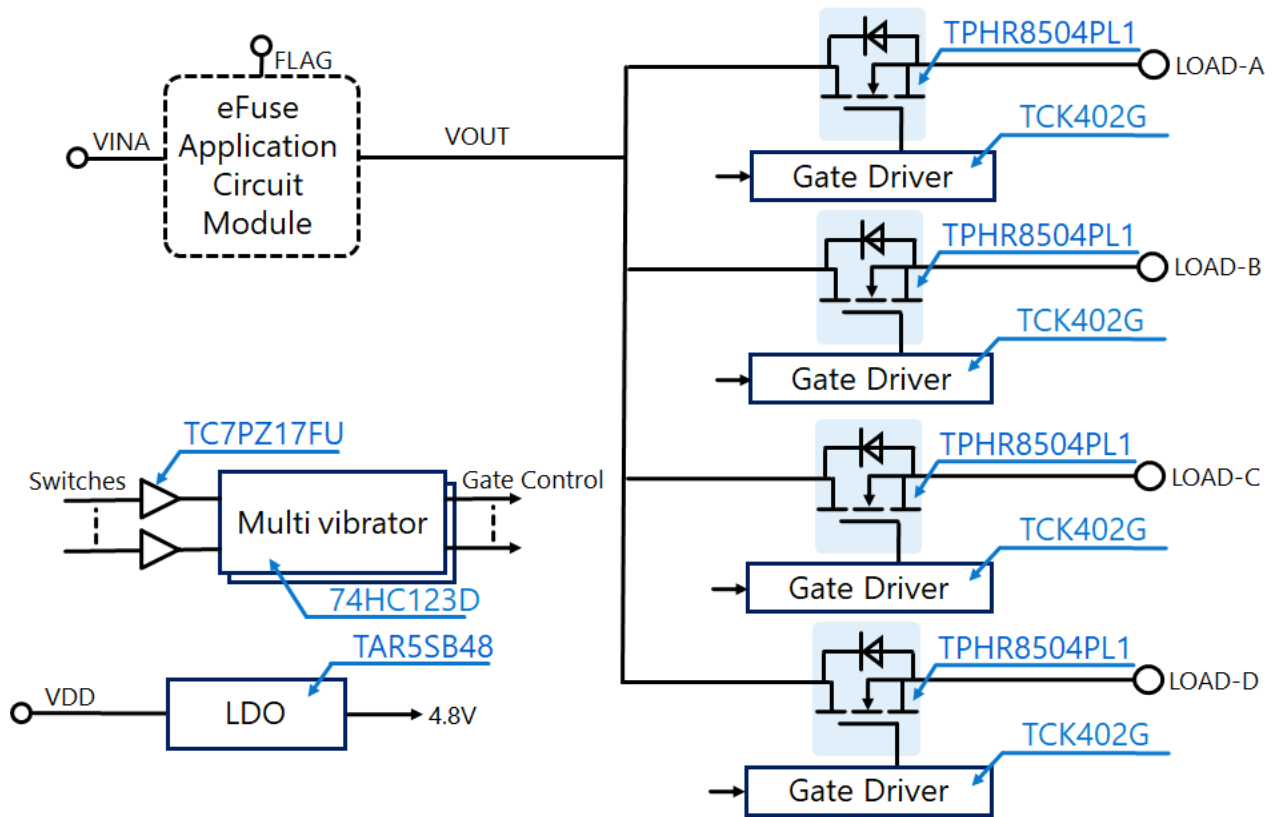 FLAG
eFuse
Application
Circuit
Module
VINA
VOUT
TPHR8504PL1
LOAD-A
TCK402G
Gate Driver
TPHR8504PL1
LOAD-B
TCK402G
Gate Driver
TC7PZ17FU
Switches
Multi vibrator
Gate Control
74HC123D
TPHR8504PL1
LOAD-C
TCK402G
Gate Driver
TAR5SB48
VDD
LDO
4.8V
TPHR8504PL1
LOAD-D
TCK402G
Gate Driver